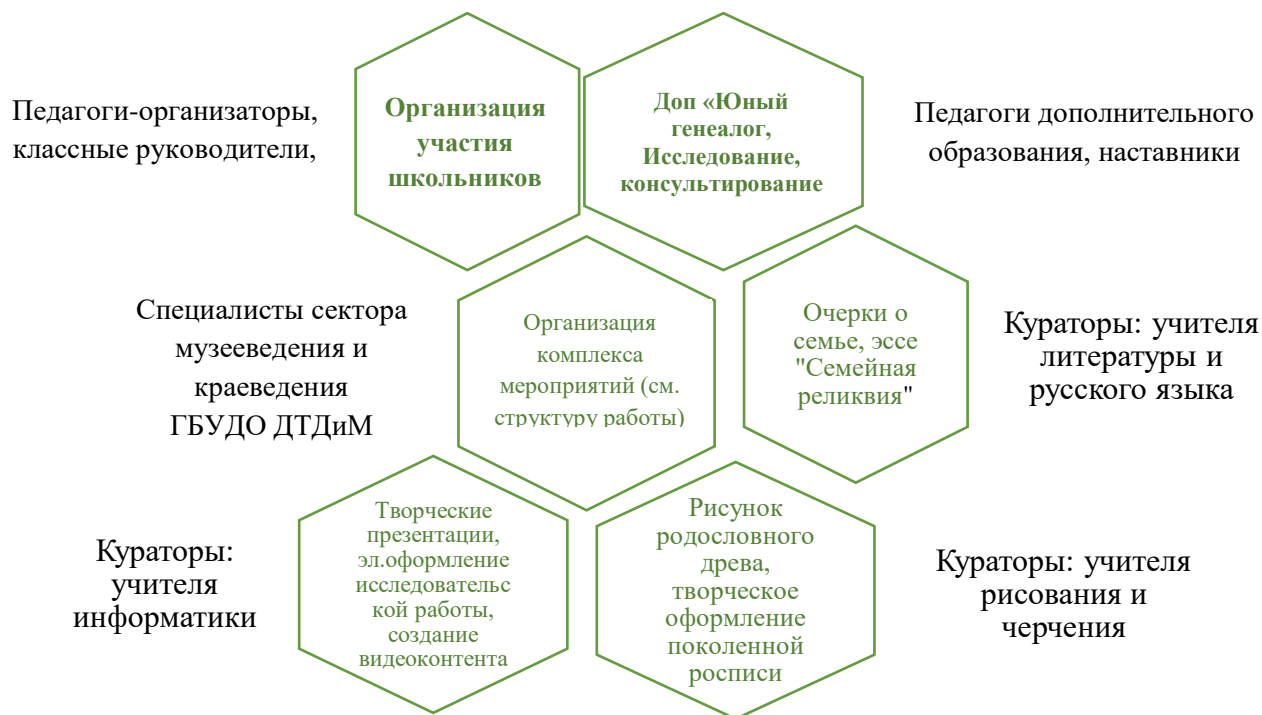 Педагоги-организаторы,
классные руководители,
Организация
участия
школьников
Доп «Юный
генеалог,
Исследование,
консультирование
Педагоги дополнительного
образования, наставники
Специалисты сектора
музееведения и
краеведения
ГБУДО ДТДиМ
Организация
комплекса
мероприятий (см.
структуру работы)
Очерки о
семье, эссе
"Семейная
реликвия"
Кураторы: учителя
литературы и
русского языка
Кураторы:
учителя
информатики
Творческие
презентации,
эл.оформление
исследовательс
кой работы,
создание
видеоконтента
Рисунок
родословного
древа,
творческое
оформление
поколенной
росписи
Кураторы: учителя
рисования и
черчения